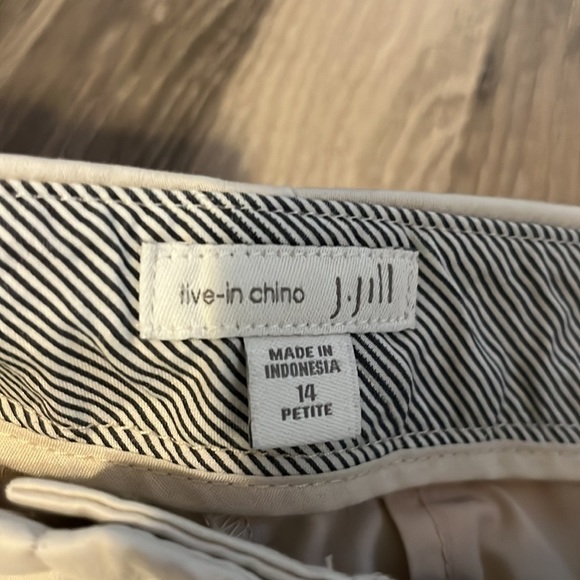 live-in chino J.Jill
MADE IN
INDONESIA
14
PETITE